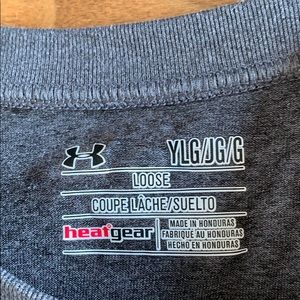 YLG/JG/G
LOOSE
COUPE LÂCHE/SUELTO
heatgear
MADE IN HONDURAS
FABRIQUÉ AU HONDURAS
HECHO EN HONDURAS